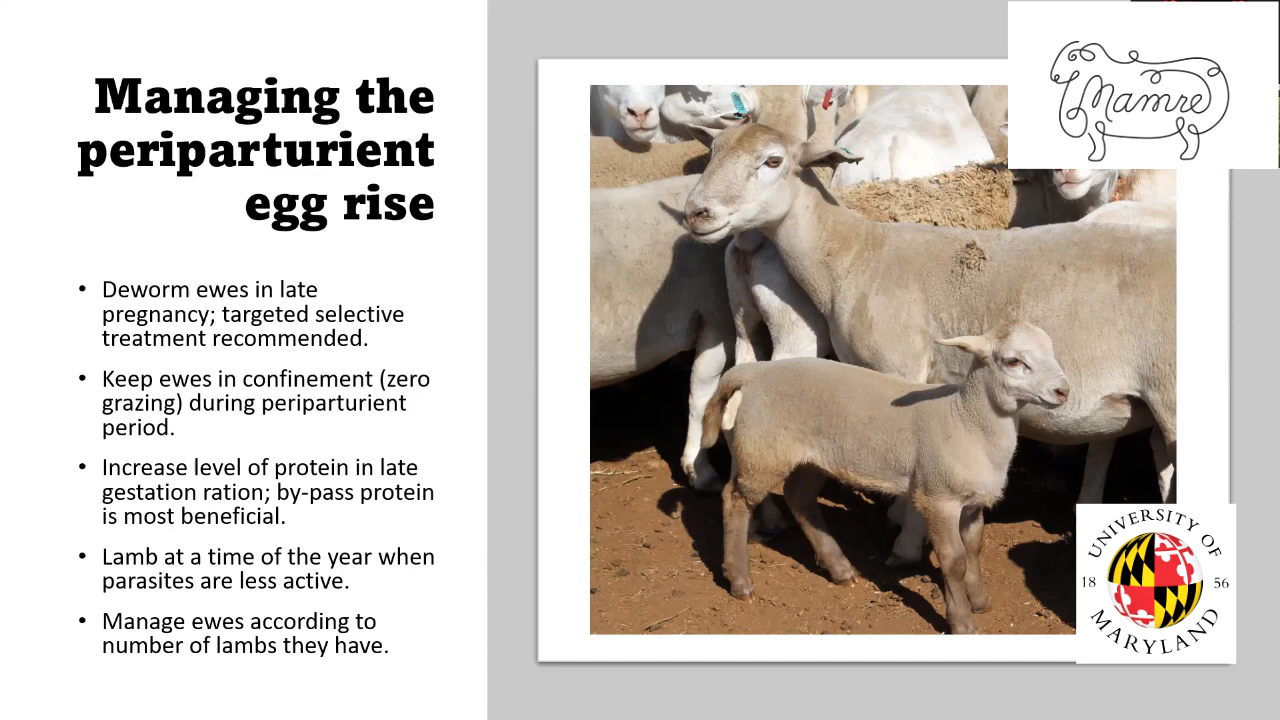 Managing the
periparturient
egg rise
• Deworm ewes in late
pregnancy; targeted selective
treatment recommended.
• Keep ewes in confinement (zero
grazing) during periparturient
period.
• Increase level of protein in late
gestation ration; by-pass protein
is most beneficial.
• Lamb at a time of the year when
parasites are less active.
• Manage ewes according to
number of lambs they have.
Mamre
UNIVERSITY OF
18 56
MARYLAND